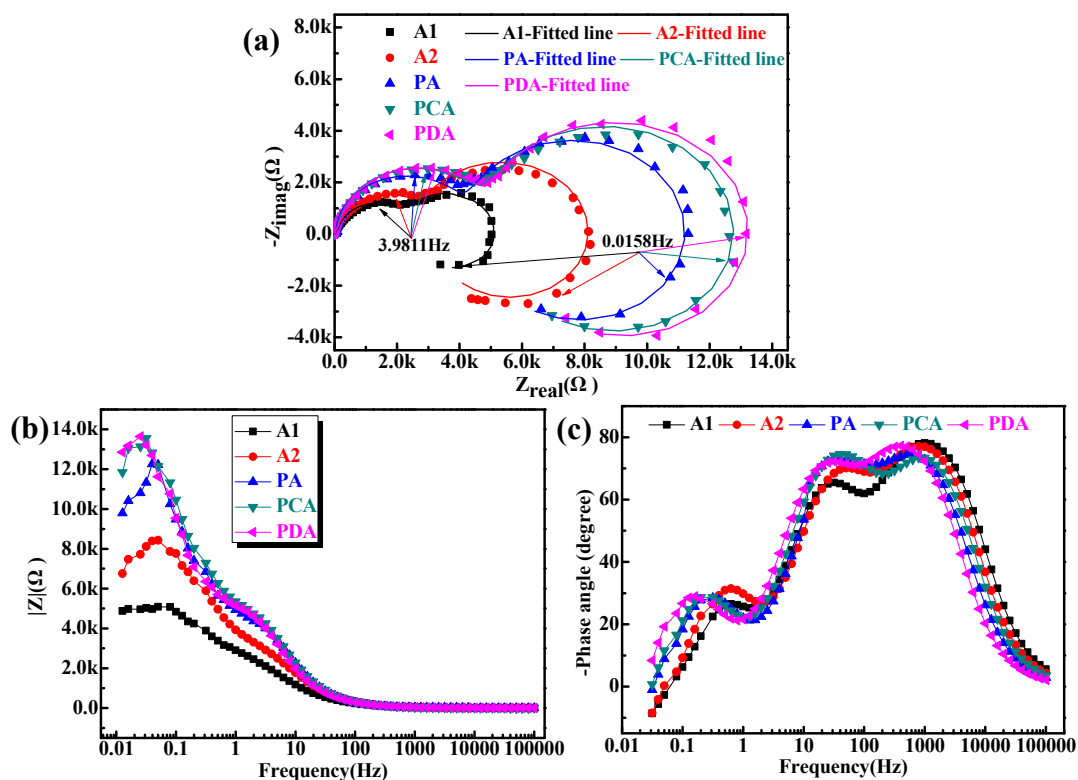 (a)
8.0k
6.0k
4.0k
2.0k
0.0
-2.0k
-4.0k
-Z_imag(Ω)
A1
A2
PA
PCA
PDA
A1-Fitted line
A2-Fitted line
PA-Fitted line
PCA-Fitted line
PDA-Fitted line
3.9811Hz
0.0158Hz
0.0 2.0k 4.0k 6.0k 8.0k 10.0k 12.0k 14.0k
Z_real(Ω )
(b)
14.0k
12.0k
10.0k
8.0k
6.0k
4.0k
2.0k
0.0
|Z|(Ω )
A1
A2
PA
PCA
PDA
0.01 0.1 1 10 100 1000 10000 100000
Frequency(Hz)
(c)
A1 A2 PA PCA PDA
80
60
40
20
0
-Phase angle (degree)
0.01 0.1 1 10 100 1000 10000 100000
Frequency(Hz)